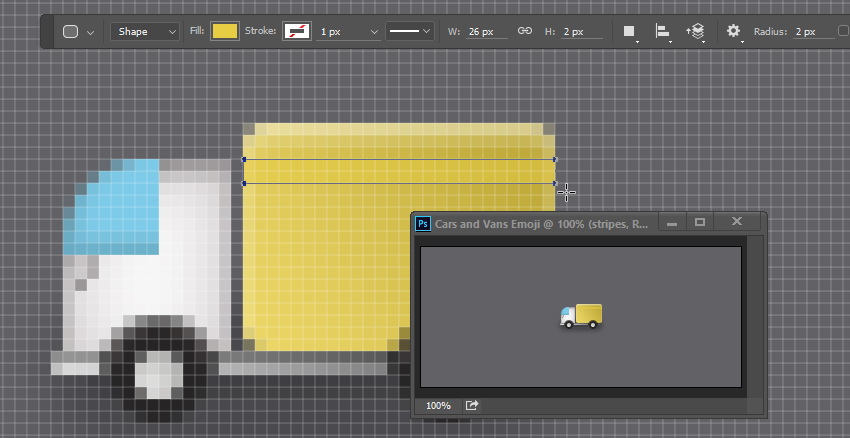 Shape Fill: Stroke: 1 px W: 26 px H: 2 px Radius: 2 px
Ps Cars and Vans Emoji @ 100% (stripes, R...
100%